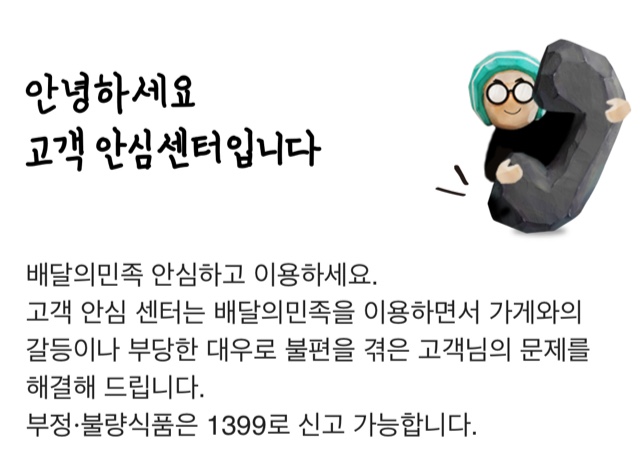 안녕하세요
고객 안심센터입니다
배달의민족 안심하고 이용하세요.
고객 안심 센터는 배달의민족을 이용하면서 가게와의
갈등이나 부당한 대우로 불편을 겪은 고객님의 문제를
해결해 드립니다.
부정·불량식품은 1399로 신고 가능합니다.